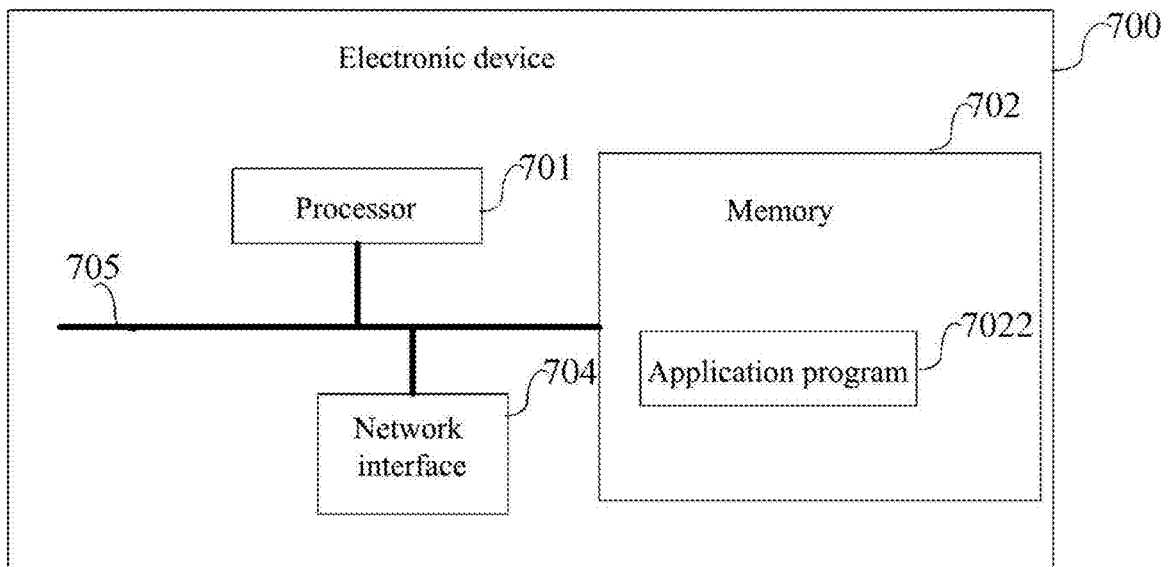 700
Electronic device
702
701
Processor
Memory
705
7022
Application program
704
Network
interface